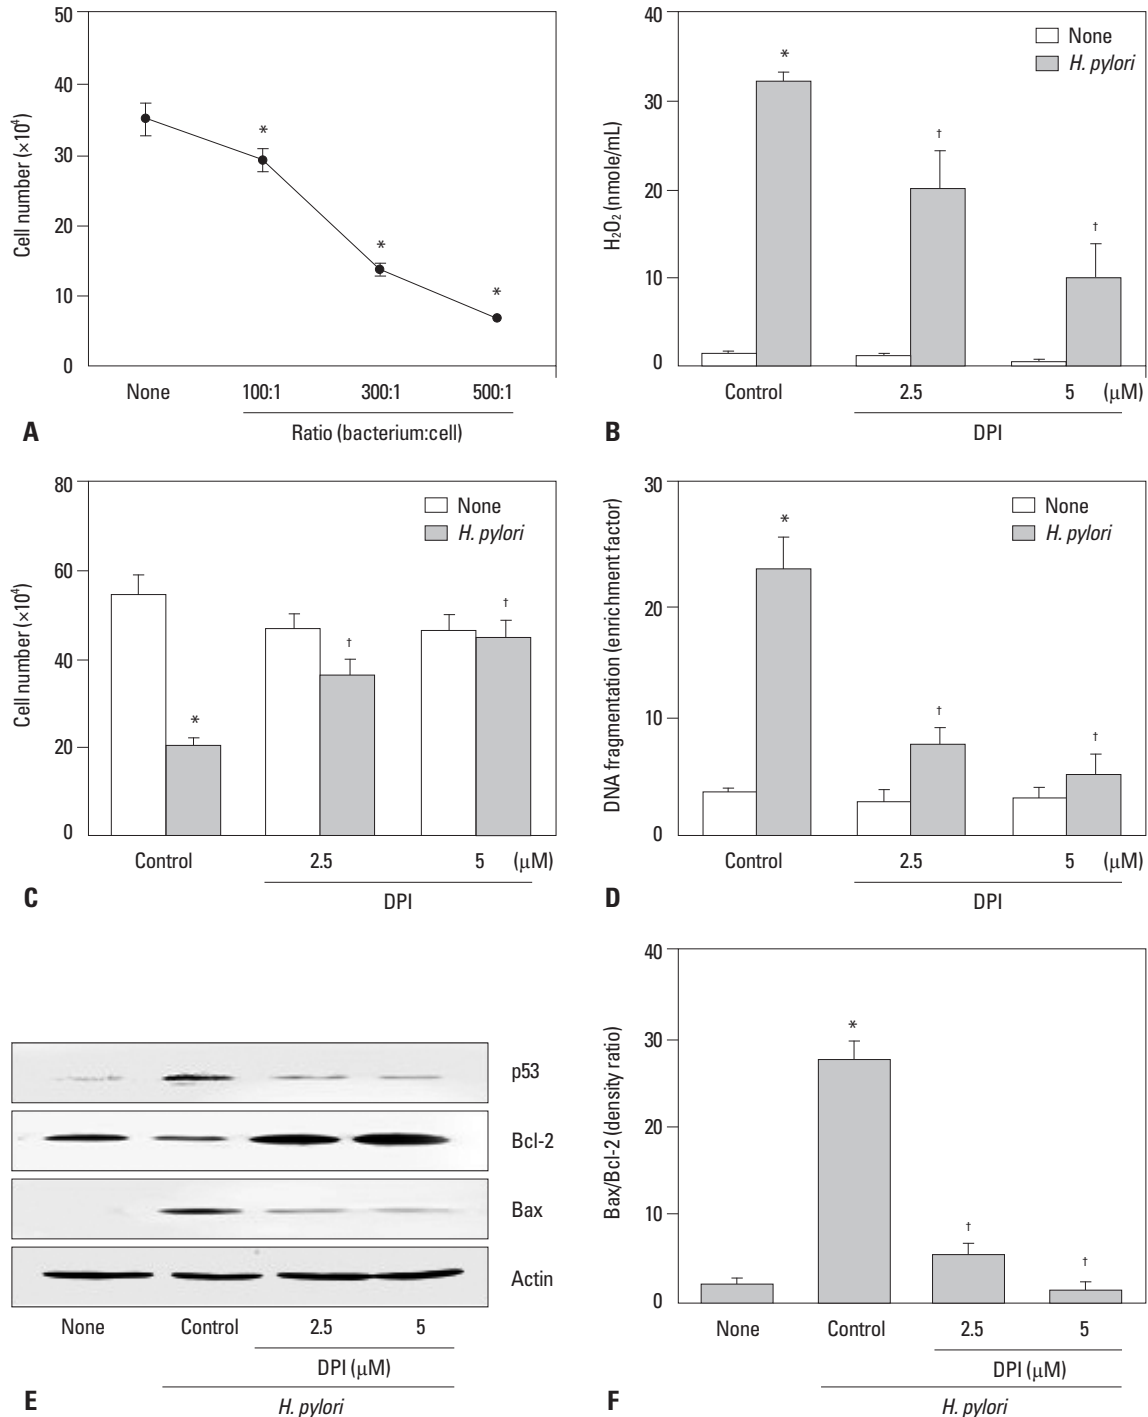 50
40
30
20
10
0
Cell number (×10⁴)
*
*
*
None
100:1
300:1
500:1
Ratio (bacterium:cell)
A
40
30
20
10
0
H₂O₂ (nmole/mL)
None
H. pylori
*
†
†
Control
2.5
5
(µM)
DPI
B
80
60
40
20
0
Cell number (×10⁴)
None
H. pylori
*
†
†
Control
2.5
5
(µM)
DPI
C
30
20
10
0
DNA fragmentation (enrichment factor)
None
H. pylori
*
†
†
Control
2.5
5
(µM)
DPI
D
p53
Bcl-2
Bax
Actin
None
Control
2.5
5
DPI (µM)
H. pylori
E
40
30
20
10
0
Bax/Bcl-2 (density ratio)
*
†
†
None
Control
2.5
5
DPI (µM)
H. pylori
F